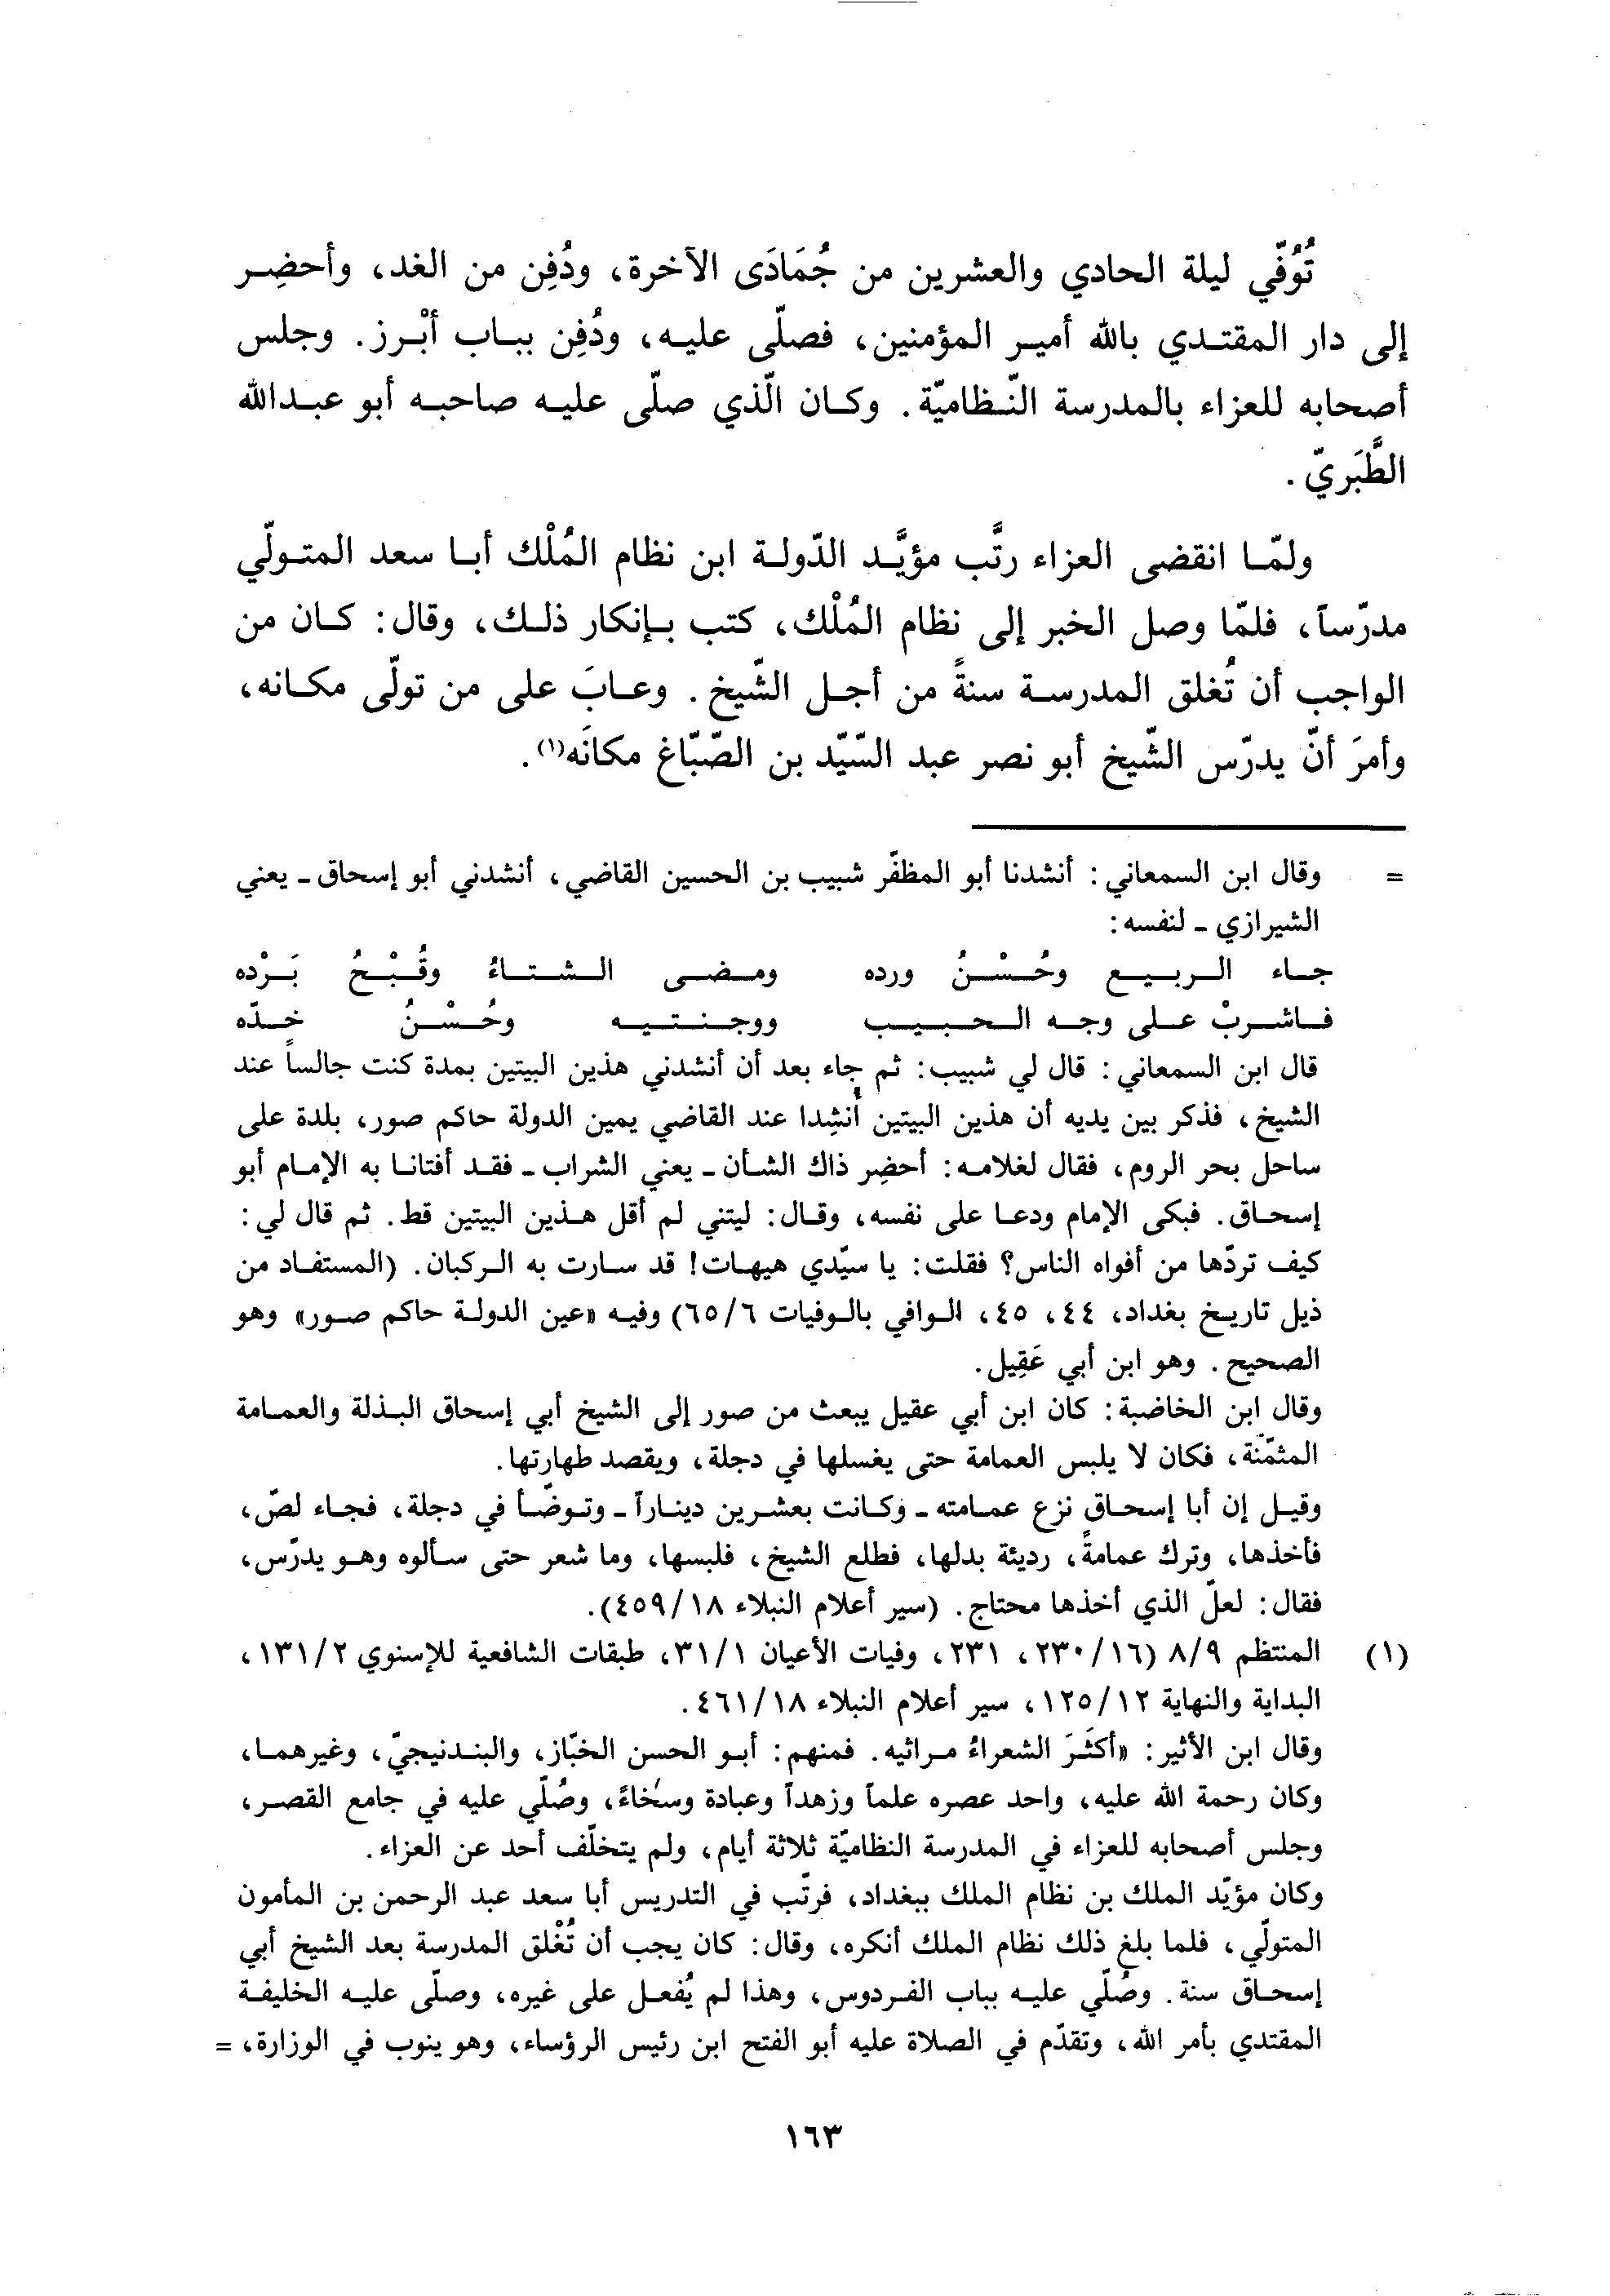 تُوُفّي ليلة الحادي والعشرين من جُمَادَى الآخرة، ودُفِن من الغد، وأحضِر
إلى دار المقتدي بالله أمير المؤمنين، فصلّى عليه، ودُفِن بباب أبْرز. وجلس
أصحابه للعزاء بالمدرسة النّظاميّة. وكان الّذي صلّى عليه صاحبه أبو عبدالله
الطَّبَريّ.
ولمّا انقضى العزاء رتَّب مؤيَّد الدّولة ابن نظام المُلْك أبا سعد المتولّي
مدرّساً، فلمّا وصل الخبر إلى نظام المُلْك، كتب بإنكار ذلك، وقال: كان من
الواجب أن تُغلق المدرسة سنةً من أجل الشّيخ. وعابَ على من تولّى مكانه،
وأمرَ أنّ يدرّس الشّيخ أبو نصر عبد السّيّد بن الصّبّاغ مكانَه(١).
= وقال ابن السمعاني: أنشدنا أبو المظفّر شبيب بن الحسين القاضي، أنشدني أبو إسحاق ـ يعني
الشيرازي ـ لنفسه:
جاء الربيع وحُسْنُ ورده ومضى الشتاءُ وقُبْحُ بَرْده
فاشربْ على وجه الحبيب ووجنتيه وحُسْنُ خدّه
قال ابن السمعاني: قال لي شبيب: ثم جاء بعد أن أنشدني هذين البيتين بمدة كنت جالساً عند
الشيخ، فذكر بين يديه أن هذين البيتين أُنشِدا عند القاضي يمين الدولة حاكم صور، بلدة على
ساحل بحر الروم، فقال لغلامه: أحضِر ذاك الشأن ـ يعني الشراب ـ فقد أفتانا به الإمام أبو
إسحاق. فبكى الإمام ودعا على نفسه، وقال: ليتني لم أقل هذين البيتين قط. ثم قال لي:
كيف تردّها من أفواه الناس؟ فقلت: يا سيّدي هيهات! قد سارت به الركبان. (المستفاد من
ذيل تاريخ بغداد، ٤٤، ٤٥، الوافي بالوفيات ٦/٦٥) وفيه «عين الدولة حاكم صور» وهو
الصحيح. وهو ابن أبي عَقِيل.
وقال ابن الخاضبة: كان ابن أبي عقيل يبعث من صور إلى الشيخ أبي إسحاق البذلة والعمامة
المثمّنة، فكان لا يلبس العمامة حتى يغسلها في دجلة، ويقصد طهارتها.
وقيل إن أبا إسحاق نزع عمامته ـ وكانت بعشرين ديناراً ـ وتوضّأ في دجلة، فجاء لصّ،
فأخذها، وترك عمامةً، رديئة بدلها، فطلع الشيخ، فلبسها، وما شعر حتى سألوه وهو يدرّس،
فقال: لعلّ الذي أخذها محتاج. (سير أعلام النبلاء ١٨/٤٥٩).
(١) المنتظم ٨/٩ (٢٣٠/١٦، ٢٣١، وفيات الأعيان ٣١/١، طبقات الشافعية للإسنوي ١٣١/٢،
البداية والنهاية ١٢٥/١٢، سير أعلام النبلاء ٤٦١/١٨.
وقال ابن الأثير: «أكثَرَ الشعراءُ مراثيه. فمنهم: أبو الحسن الخبّاز، والبندنيجيّ، وغيرهما،
وكان رحمة الله عليه، واحد عصره علماً وزهداً وعبادة وسخاءً، وصُلّي عليه في جامع القصر،
وجلس أصحابه للعزاء في المدرسة النظاميّة ثلاثة أيام، ولم يتخلّف أحد عن العزاء.
وكان مؤيّد الملك بن نظام الملك ببغداد، فرتّب في التدريس أبا سعد عبد الرحمن بن المأمون
المتولّي، فلما بلغ ذلك نظام الملك أنكره، وقال: كان يجب أن تُغْلق المدرسة بعد الشيخ أبي
إسحاق سنة. وصُلّي عليه بباب الفردوس، وهذا لم يُفعل على غيره، وصلّى عليه الخليفة
المقتدي بأمر الله، وتقدّم في الصلاة عليه أبو الفتح ابن رئيس الرؤساء، وهو ينوب في الوزارة، =
١٦٣